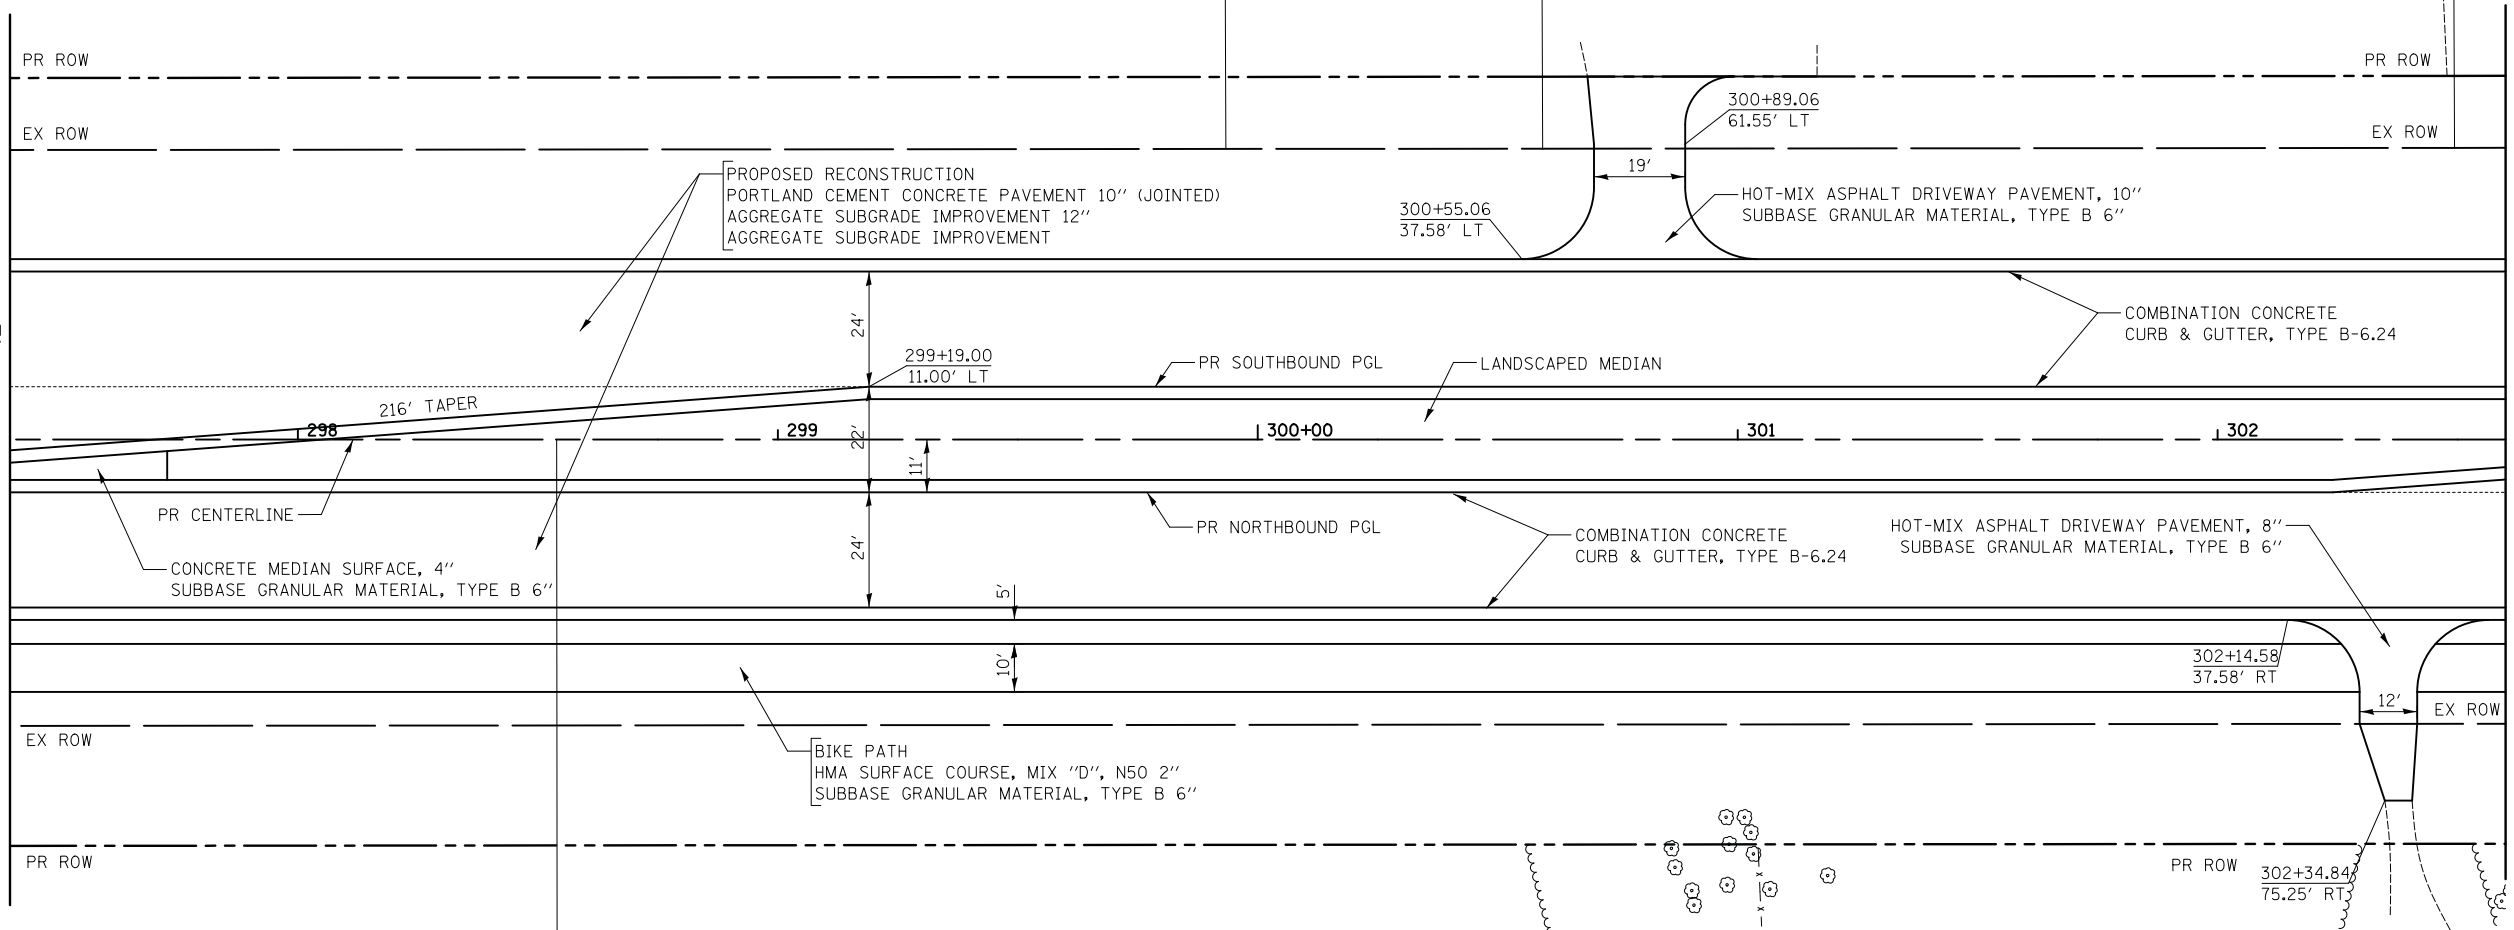 PR ROW
PR ROW
300+89.06
61.55' LT
EX ROW
EX ROW
19'
PROPOSED RECONSTRUCTION
PORTLAND CEMENT CONCRETE PAVEMENT 10" (JOINTED)
AGGREGATE SUBGRADE IMPROVEMENT 12"
AGGREGATE SUBGRADE IMPROVEMENT
300+55.06
37.58' LT
HOT-MIX ASPHALT DRIVEWAY PAVEMENT, 10"
SUBBASE GRANULAR MATERIAL, TYPE B 6"
24'
COMBINATION CONCRETE
CURB & GUTTER, TYPE B-6.24
299+19.00
11.00' LT
PR SOUTHBOUND PGL
LANDSCAPED MEDIAN
216' TAPER
298
299
300+00
301
302
22'
11'
PR CENTERLINE
PR NORTHBOUND PGL
COMBINATION CONCRETE
CURB & GUTTER, TYPE B-6.24
HOT-MIX ASPHALT DRIVEWAY PAVEMENT, 8"
SUBBASE GRANULAR MATERIAL, TYPE B 6"
24'
CONCRETE MEDIAN SURFACE, 4"
SUBBASE GRANULAR MATERIAL, TYPE B 6"
5'
10'
302+14.58
37.58' RT
12'
EX ROW
EX ROW
BIKE PATH
HMA SURFACE COURSE, MIX "D", N50 2"
SUBBASE GRANULAR MATERIAL, TYPE B 6"
PR ROW
PR ROW
302+34.84
75.25' RT